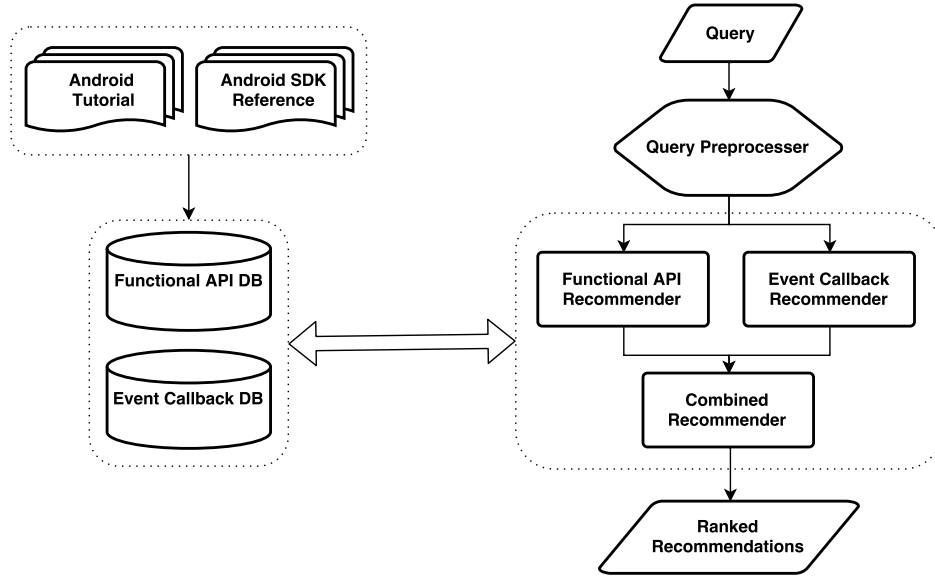 Android
Tutorial
Android SDK
Reference
Functional API DB
Event Callback DB
Query
Query Preprocesser
Functional API
Recommender
Event Callback
Recommender
Combined
Recommender
Ranked
Recommendations